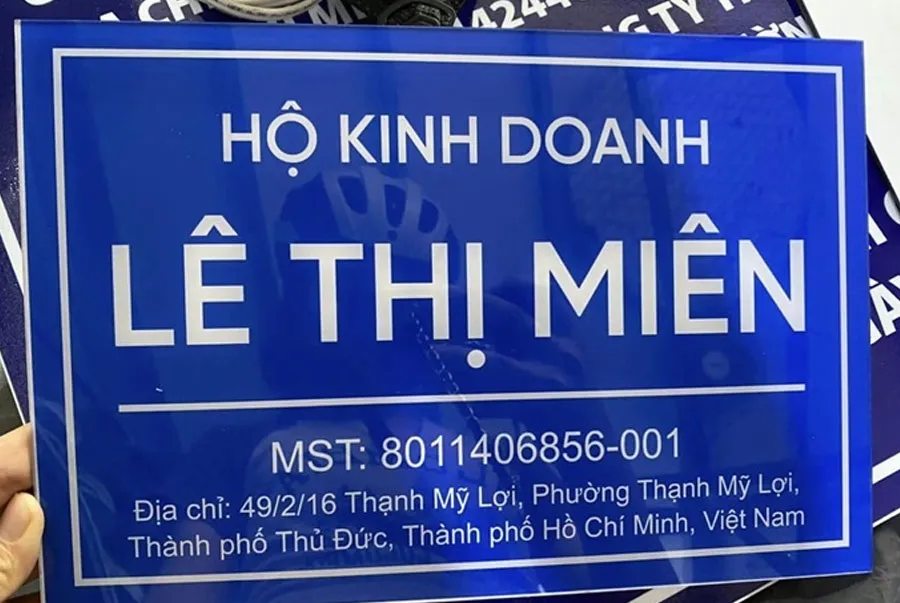 HỘ KINH DOANH
LÊ THỊ MIÊN
MST: 8011406856-001
Địa chỉ: 49/2/16 Thạnh Mỹ Lợi, Phường Thạnh Mỹ Lợi,
Thành phố Thủ Đức, Thành phố Hồ Chí Minh, Việt Nam